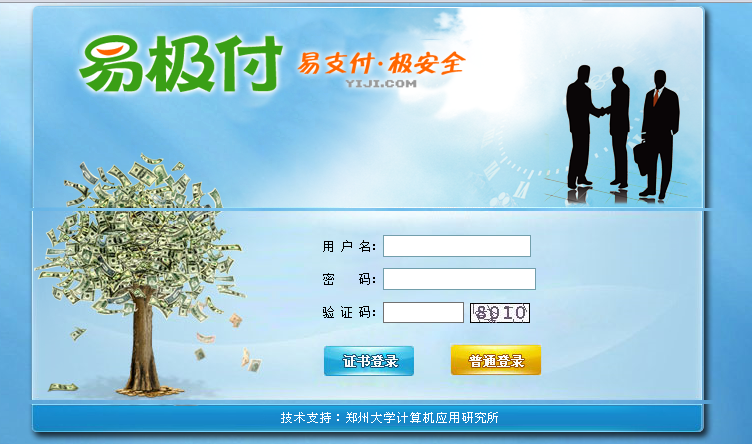 易极付 易支付·极安全
YIJI.COM
用 户 名:
密 码:
验 证 码: 8010
证书登录 普通登录
技术支持：郑州大学计算机应用研究所